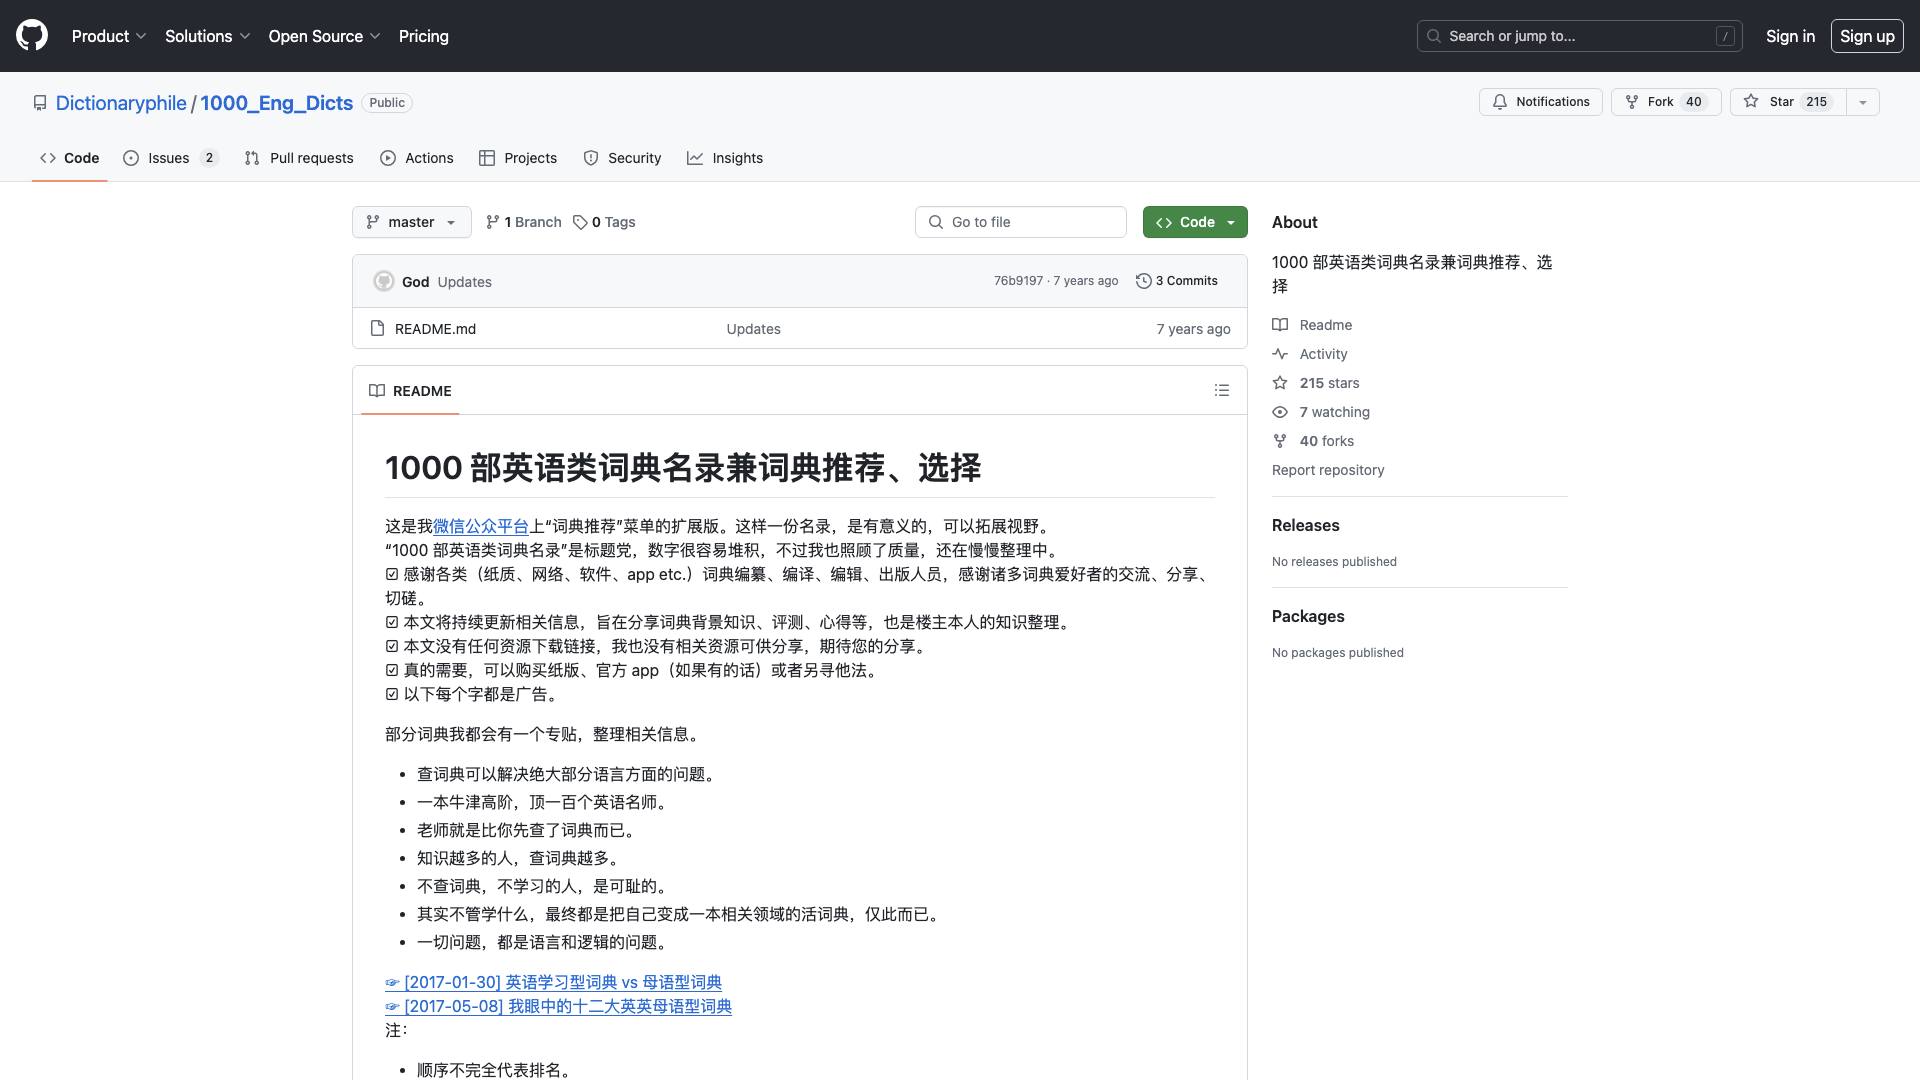 Product
Solutions
Open Source
Pricing
Search or jump to...
/
Sign in
Sign up
Dictionaryphile / 1000_Eng_Dicts
Public
Notifications
Fork 40
Star 215
Code
Issues 2
Pull requests
Actions
Projects
Security
Insights
master
1 Branch
0 Tags
Go to file
Code
God Updates
76b9197 · 7 years ago
3 Commits
README.md
Updates
7 years ago
README
1000 部英语类词典名录兼词典推荐、选择
这是我微信公众平台上“词典推荐”菜单的扩展版。这样一份名录，是有意义的，可以拓展视野。
“1000 部英语类词典名录”是标题党，数字很容易堆积，不过我也照顾了质量，还在慢慢整理中。
☑ 感谢各类（纸质、网络、软件、app etc.）词典编纂、编译、编辑、出版人员，感谢诸多词典爱好者的交流、分享、
切磋。
☑ 本文将持续更新相关信息，旨在分享词典背景知识、评测、心得等，也是楼主本人的知识整理。
☑ 本文没有任何资源下载链接，我也没有相关资源可供分享，期待您的分享。
☑ 真的需要，可以购买纸版、官方 app（如果有的话）或者另寻他法。
☑ 以下每个字都是广告。
部分词典我都会有一个专贴，整理相关信息。
• 查词典可以解决绝大部分语言方面的问题。
• 一本牛津高阶，顶一百个英语名师。
• 老师就是比你先查了词典而已。
• 知识越多的人，查词典越多。
• 不查词典，不学习的人，是可耻的。
• 其实不管学什么，最终都是把自己变成一本相关领域的活词典，仅此而已。
• 一切问题，都是语言和逻辑的问题。
☞ [2017-01-30] 英语学习型词典 vs 母语型词典
☞ [2017-05-08] 我眼中的十二大英英母语型词典
注：
• 顺序不完全代表排名。
About
1000 部英语类词典名录兼词典推荐、选
择
Readme
Activity
215 stars
7 watching
40 forks
Report repository
Releases
No releases published
Packages
No packages published